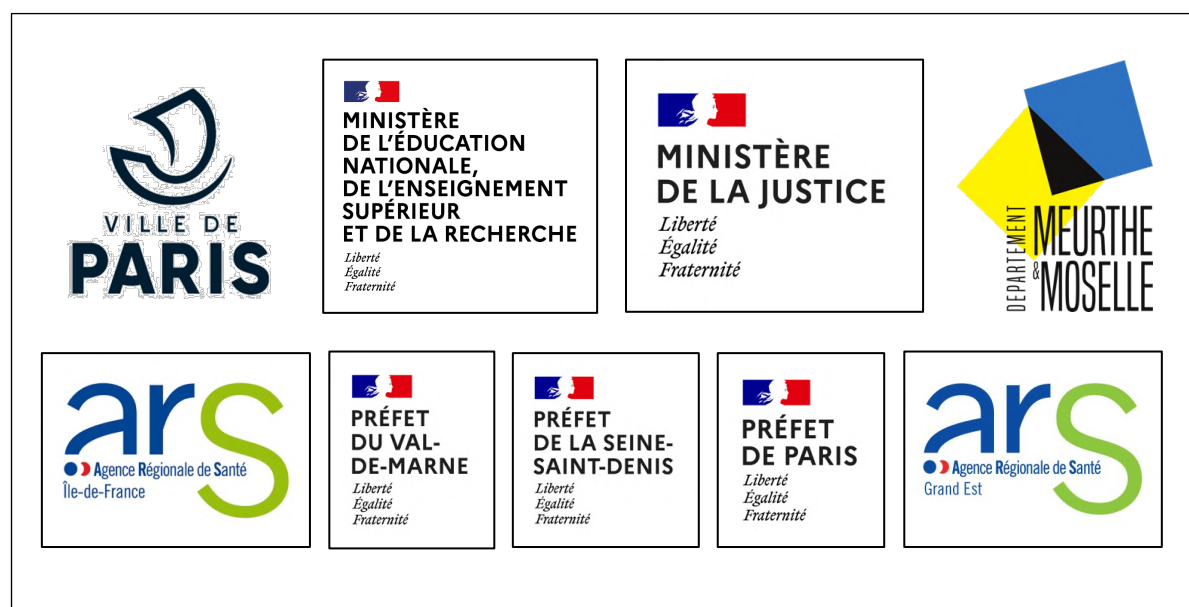 VILLE DE
PARIS
MINISTÈRE
DE L'ÉDUCATION
NATIONALE,
DE L'ENSEIGNEMENT
SUPÉRIEUR
ET DE LA RECHERCHE
Liberté
Égalité
Fraternité
MINISTÈRE
DE LA JUSTICE
Liberté
Égalité
Fraternité
DEPARTEMENT
MEURTHE
&
MOSELLE
ars
Agence Régionale de Santé
Île-de-France
PRÉFET
DU VAL-
DE-MARNE
Liberté
Égalité
Fraternité
PRÉFET
DE LA SEINE-
SAINT-DENIS
Liberté
Égalité
Fraternité
PRÉFET
DE PARIS
Liberté
Égalité
Fraternité
ars
Agence Régionale de Santé
Grand Est